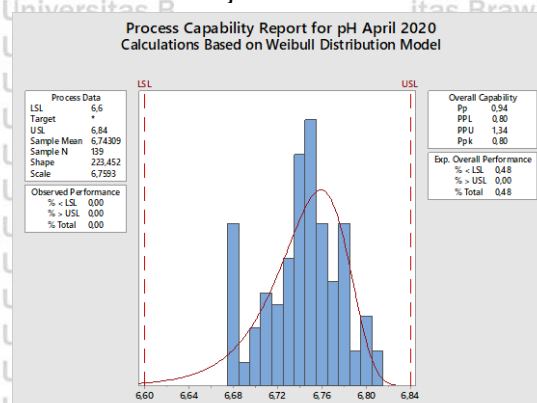 Universitas B
itas Braw
Process Capability Report for pH April 2020
Calculations Based on Weibull Distribution Model
LSL
USL
Process Data
LSL 6,6
Target *
USL 6,84
Sample Mean 6,74309
Sample N 139
Shape 223,452
Scale 6,7593
Observed Performance
% < LSL 0,00
% > USL 0,00
% Total 0,00
Overall Capability
Pp 0,94
PPL 0,80
PPU 1,34
Ppk 0,80
Exp. Overall Performance
% < LSL 0,48
% > USL 0,00
% Total 0,48
6,60 6,64 6,68 6,72 6,76 6,80 6,84